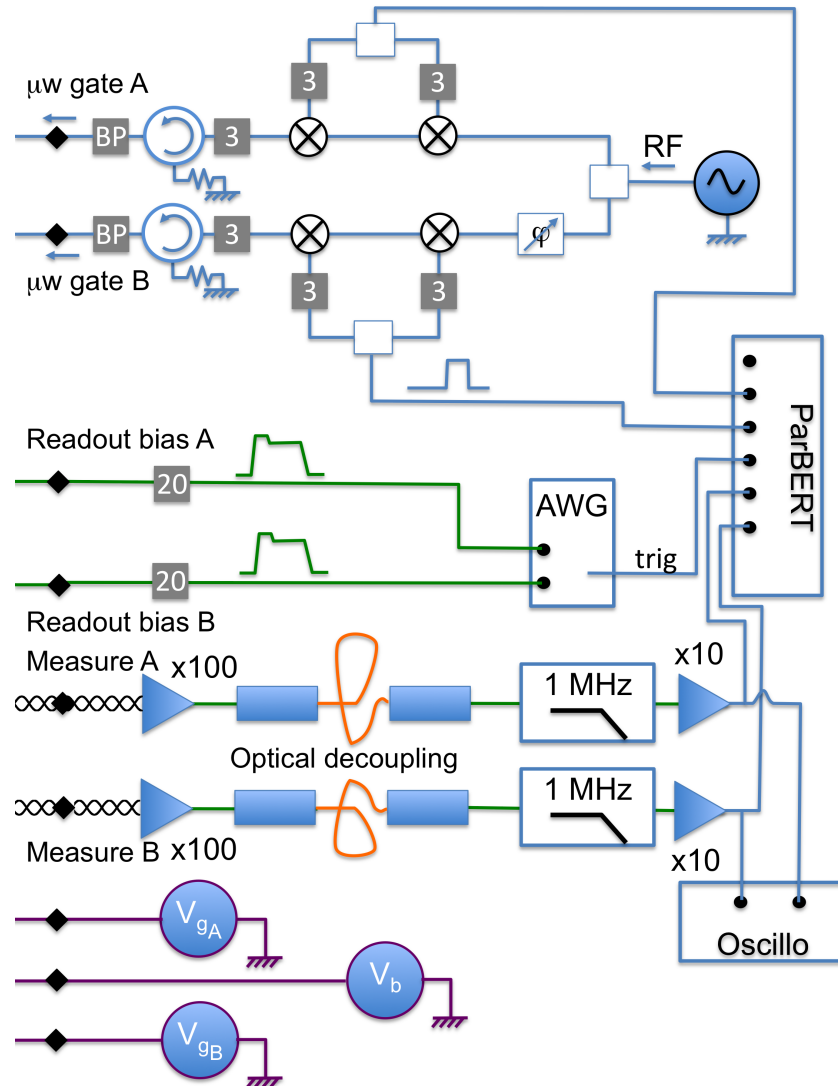 μw gate A
3
3
BP
3
RF
BP
3
φ
μw gate B
3
3
ParBERT
Readout bias A
20
AWG
trig
20
Readout bias B
Measure A
x100
x10
1 MHz
Optical decoupling
1 MHz
Measure B
x100
x10
VgA
Oscillo
Vb
VgB